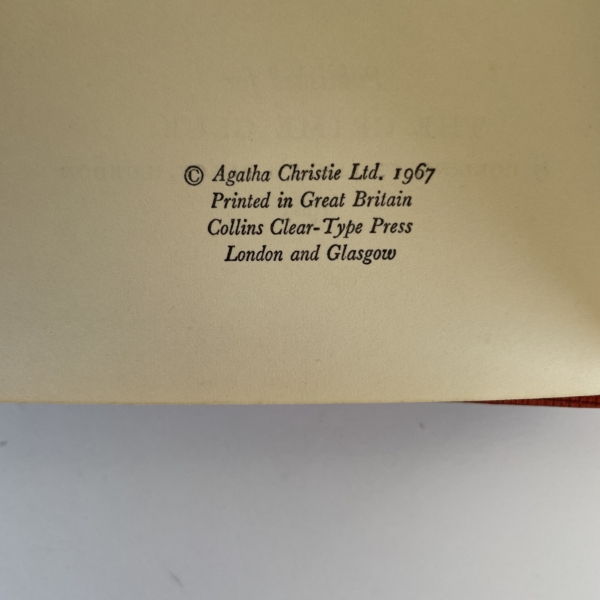 © Agatha Christie Ltd. 1967
Printed in Great Britain
Collins Clear-Type Press
London and Glasgow